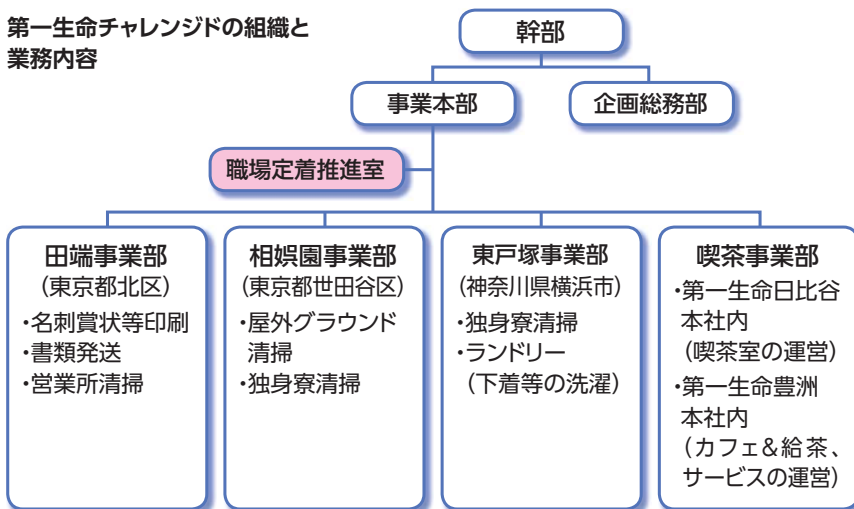 第一生命チャレンジドの組織と
業務内容
幹部
事業本部
企画総務部
職場定着推進室
田端事業部
(東京都北区)
・名刺賞状等印刷
・書類発送
・営業所清掃
相娯園事業部
(東京都世田谷区)
・屋外グラウンド
清掃
・独身寮清掃
東戸塚事業部
(神奈川県横浜市)
・独身寮清掃
・ランドリー
(下着等の洗濯)
喫茶事業部
・第一生命日比谷
本社内
(喫茶室の運営)
・第一生命豊洲
本社内
(カフェ&給茶、
サービスの運営)